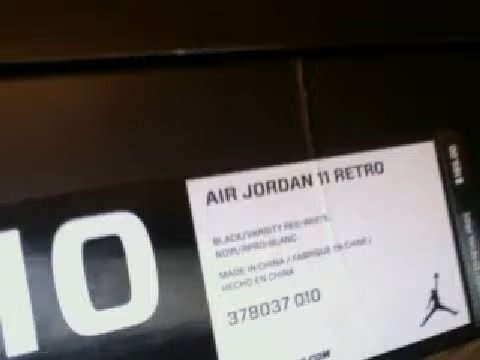 10
AIR JORDAN 11 RETRO
BLACK/VARSITY RED-WHITE
NOIR/RFRO-BLANC
MADE IN CHINA / FABRIQUE EN CHINE /
HECHO EN CHINA
378037 010